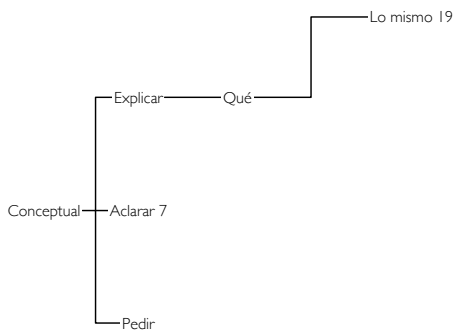 Lo mismo 19
Explicar Qué
Conceptual Aclarar 7
Pedir